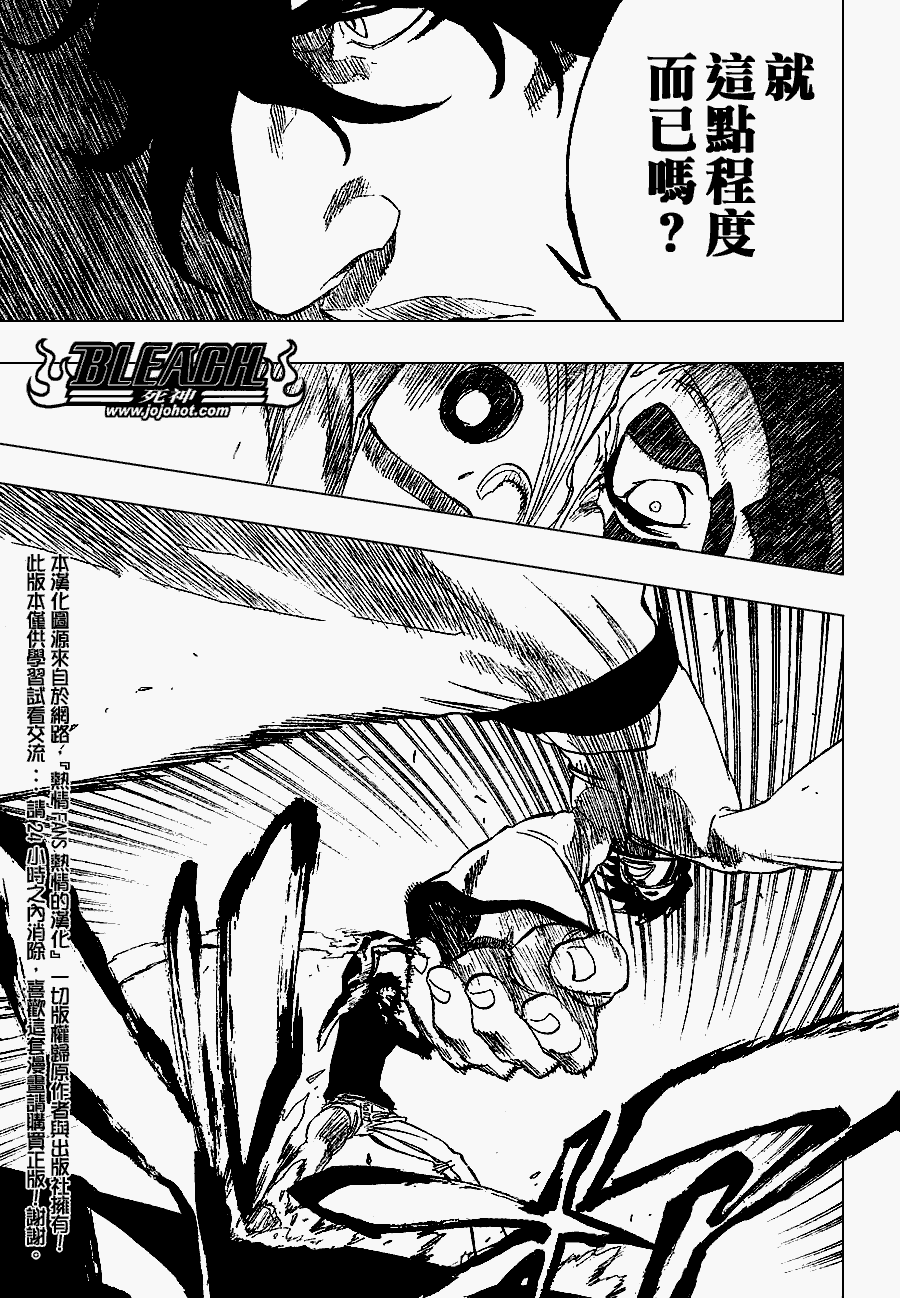 就
這點程度
而已嗎？
BLEACH
死神
www.jojohot.com
本漢化圖源來自於網路，『熱情FANS熱情的漢化』一切版權歸原作者與出版社擁有！
此版本僅供學習試看交流…請24小時之內消除，喜歡這套漫畫請購買正版！謝謝。